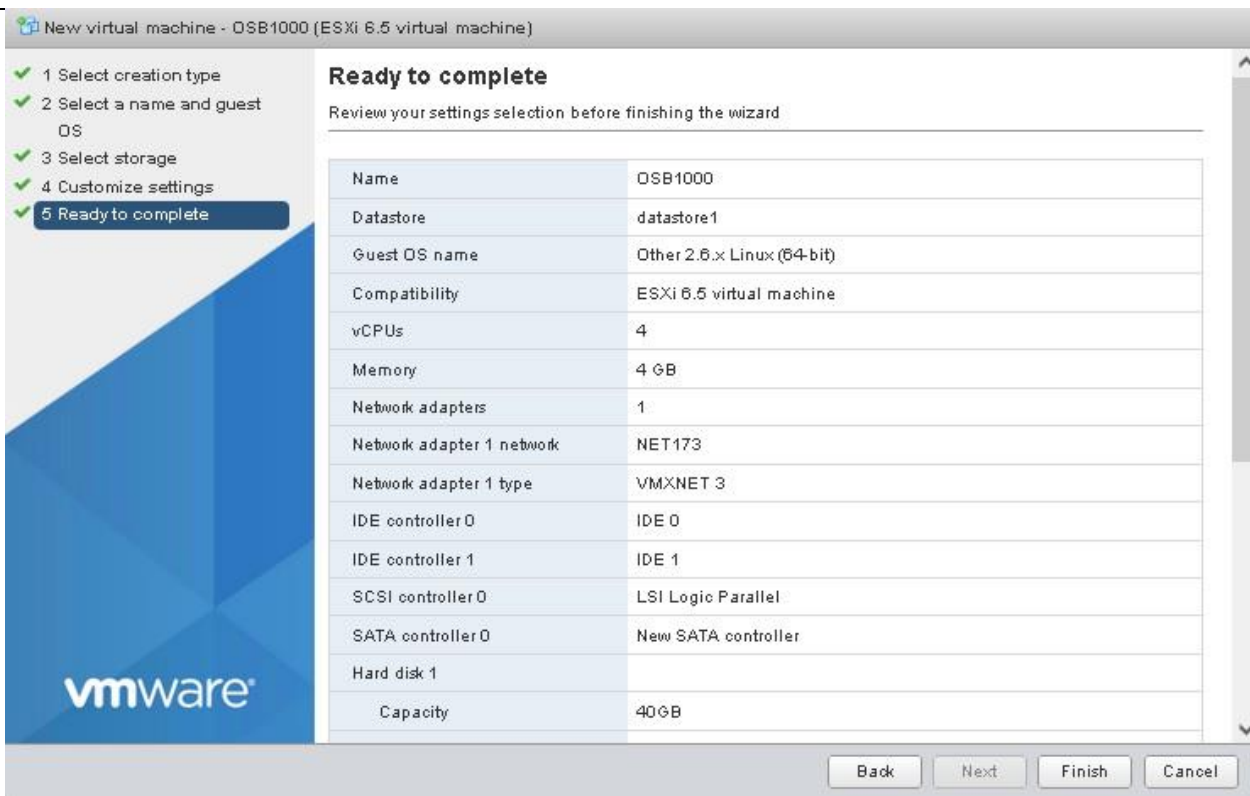 New virtual machine - OSB1000 (ESXi 6.5 virtual machine)
1 Select creation type
2 Select a name and guest
OS
3 Select storage
4 Customize settings
5 Ready to complete
vmware
Ready to complete
Review your settings selection before finishing the wizard
Name OSB1000
Datastore datastore1
Guest OS name Other 2.6.x Linux (64-bit)
Compatibility ESXi 6.5 virtual machine
vCPUs 4
Memory 4 GB
Network adapters 1
Network adapter 1 network NET173
Network adapter 1 type VMXNET 3
IDE controller 0 IDE 0
IDE controller 1 IDE 1
SCSI controller 0 LSI Logic Parallel
SATA controller 0 New SATA controller
Hard disk 1
Capacity 40GB
Back Next Finish Cancel